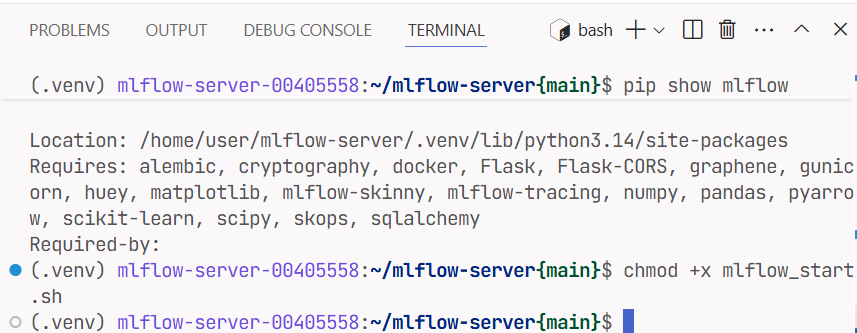 PROBLEMS OUTPUT DEBUG CONSOLE TERMINAL bash
(.venv) mlflow-server-00405558:~/mlflow-server{main}$ pip show mlflow
Location: /home/user/mlflow-server/.venv/lib/python3.14/site-packages
Requires: alembic, cryptography, docker, Flask, Flask-CORS, graphene, gunic
orn, huey, matplotlib, mlflow-skinny, mlflow-tracing, numpy, pandas, pyarro
w, scikit-learn, scipy, skops, sqlalchemy
Required-by:
(.venv) mlflow-server-00405558:~/mlflow-server{main}$ chmod +x mlflow_start
.sh
(.venv) mlflow-server-00405558:~/mlflow-server{main}$